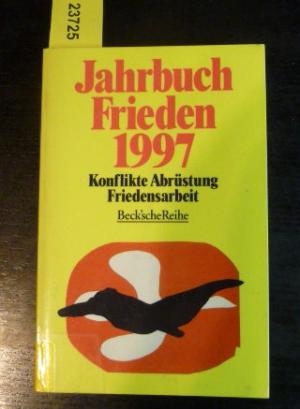 23725
Jahrbuch
Frieden
1997
Konflikte Abrüstung
Friedensarbeit
Beck'sche Reihe